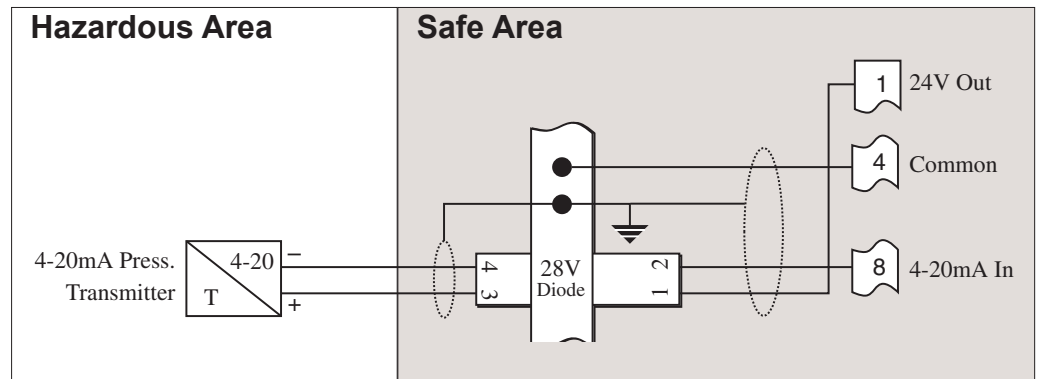 Hazardous Area
Safe Area
1
24V Out
4
Common
4-20mA Press.
Transmitter
4-20
T
−
+
4
3
28V
Diode
2
1
8
4-20mA In